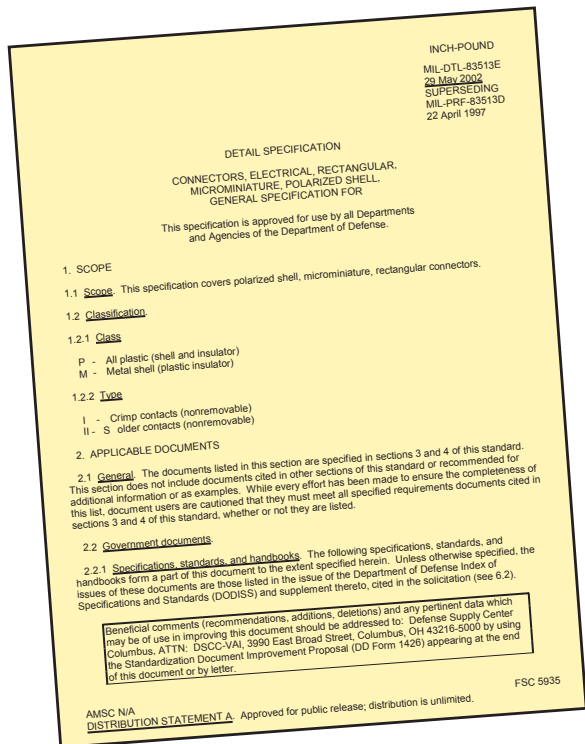 INCH-POUND
MIL-DTL-83513E
29 May 2002
SUPERSEDING
MIL-PRF-83513D
22 April 1997
DETAIL SPECIFICATION
CONNECTORS, ELECTRICAL, RECTANGULAR,
MICROMINIATURE, POLARIZED SHELL,
GENERAL SPECIFICATION FOR
This specification is approved for use by all Departments
and Agencies of the Department of Defense.
1. SCOPE
1.1 Scope. This specification covers polarized shell, microminiature, rectangular connectors.
1.2 Classification.
1.2.1 Class
P - All plastic (shell and insulator)
M - Metal shell (plastic insulator)
1.2.2 Type
I - Crimp contacts (nonremovable)
II - S older contacts (nonremovable)
2. APPLICABLE DOCUMENTS
2.1 General. The documents listed in this section are specified in sections 3 and 4 of this standard.
This section does not include documents cited in other sections of this standard or recommended for
additional information or as examples. While every effort has been made to ensure the completeness of
this list, document users are cautioned that they must meet all specified requirements documents cited in
sections 3 and 4 of this standard, whether or not they are listed.
2.2 Government documents.
2.2.1 Specifications, standards, and handbooks. The following specifications, standards, and
handbooks form a part of this document to the extent specified herein. Unless otherwise specified, the
issues of these documents are those listed in the issue of the Department of Defense Index of
Specifications and Standards (DODISS) and supplement thereto, cited in the solicitation (see 6.2).
Beneficial comments (recommendations, additions, deletions) and any pertinent data which
may be of use in improving this document should be addressed to: Defense Supply Center
Columbus, ATTN: DSCC-VAI, 3990 East Broad Street, Columbus, OH 43216-5000 by using
the Standardization Document Improvement Proposal (DD Form 1426) appearing at the end
of this document or by letter.
AMSC N/A
FSC 5935
DISTRIBUTION STATEMENT A. Approved for public release; distribution is unlimited.